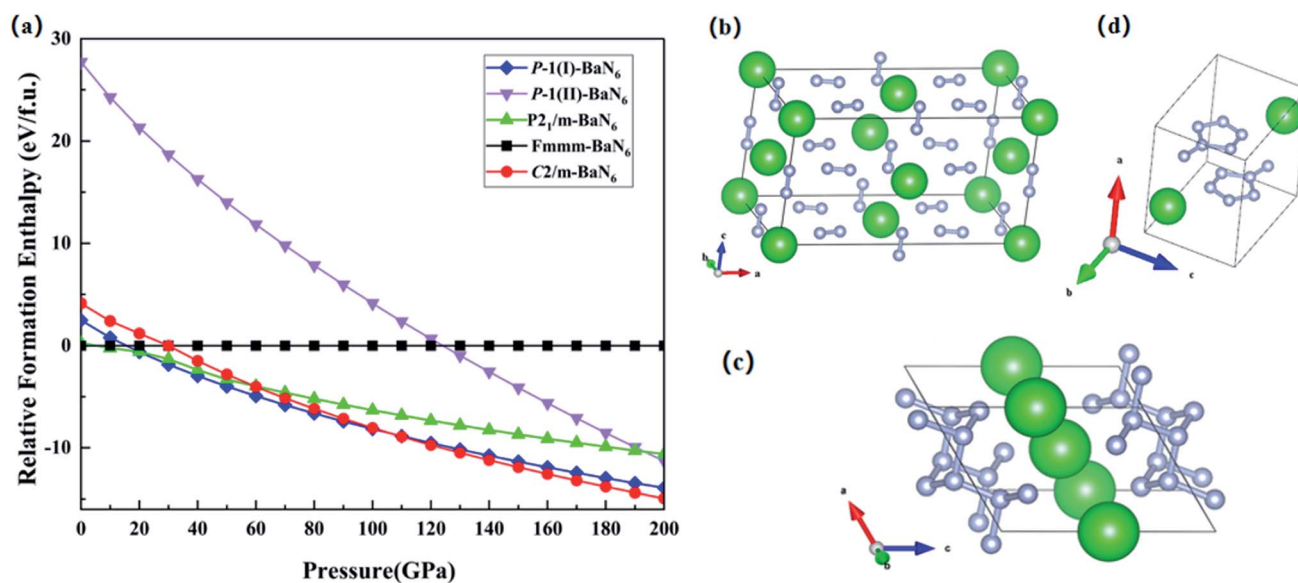 (a)
Relative Formation Enthalpy (eV/f.u.)
30
20
10
0
-10
0 20 40 60 80 100 120 140 160 180 200
Pressure(GPa)
P-1(I)-BaN₆
P-1(II)-BaN₆
P2₁/m-BaN₆
Fmmm-BaN₆
C2/m-BaN₆
(b)
c
b
a
(d)
a
b
c
(c)
a
c
b